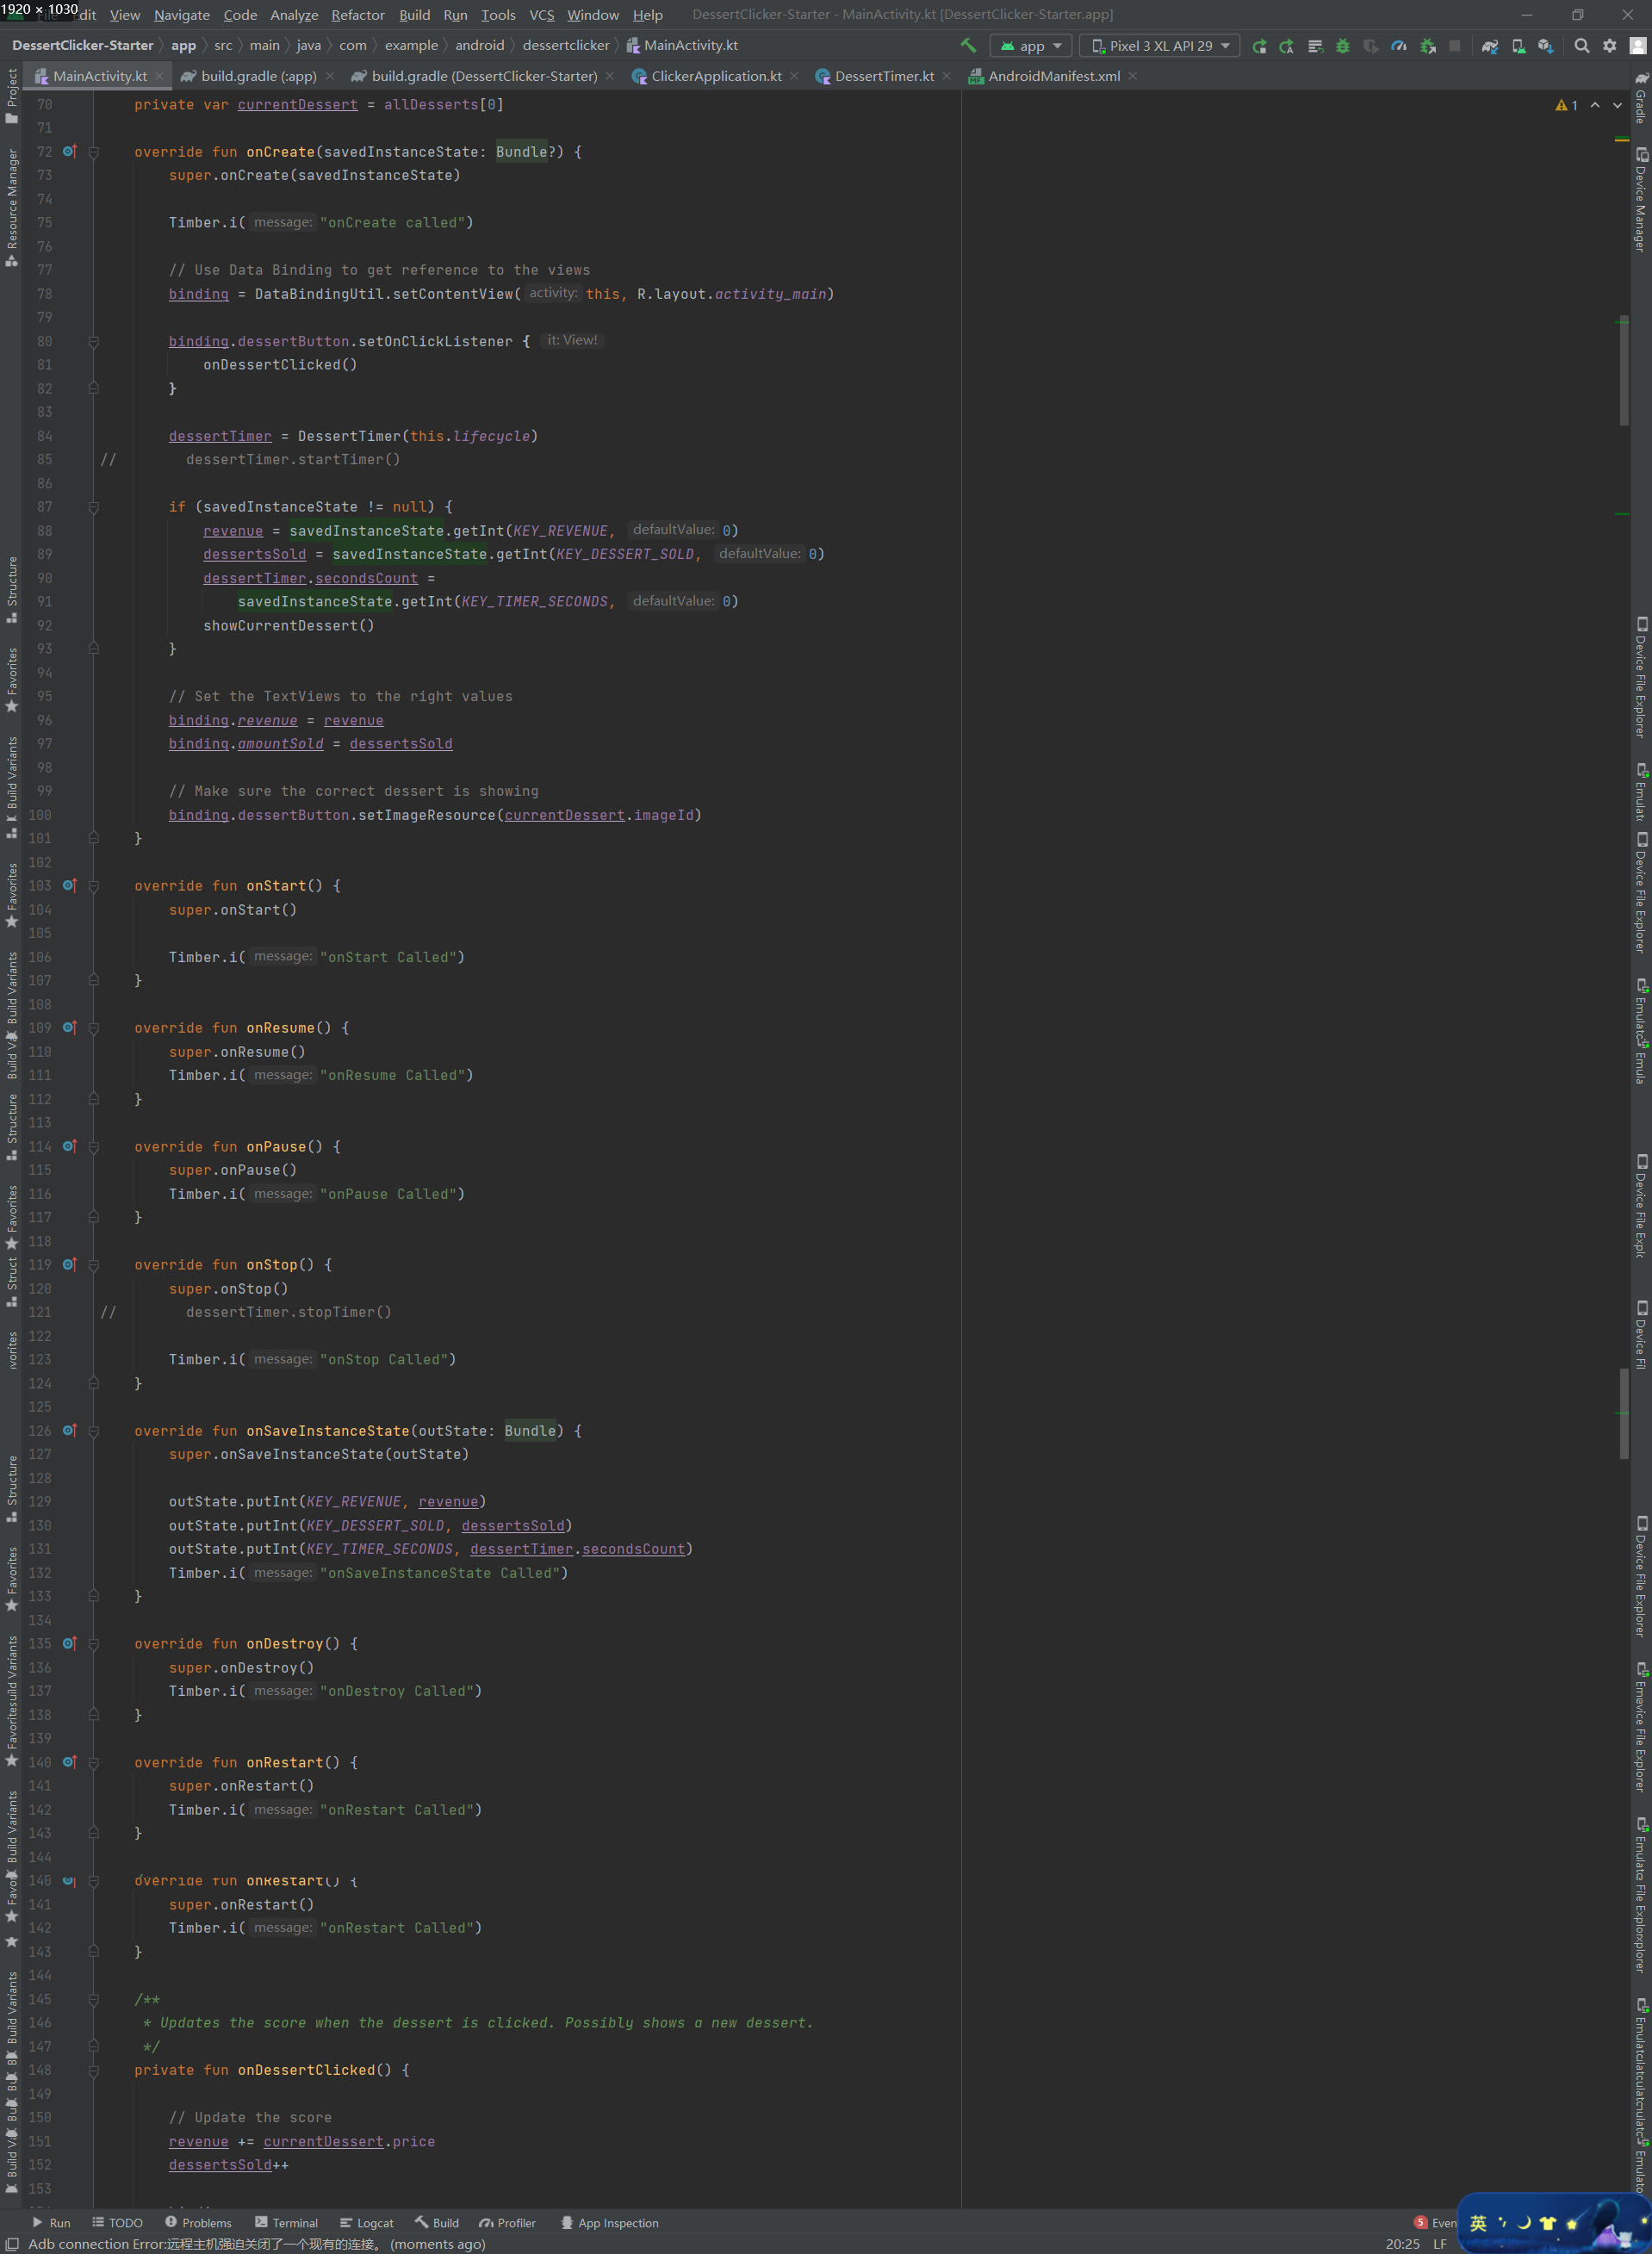 1920 × 1030
Edit View Navigate Code Analyze Refactor Build Run Tools VCS Window Help DessertClicker-Starter - MainActivity.kt [DessertClicker-Starter.app]
DessertClicker-Starter app src main java com example android dessertclicker MainActivity.kt app Pixel 3 XL API 29
MainActivity.kt build.gradle (:app) build.gradle (DessertClicker-Starter) ClickerApplication.kt DessertTimer.kt AndroidManifest.xml
70 private var currentDessert = allDesserts[0]
1
71
72 override fun onCreate(savedInstanceState: Bundle?) {
73 super.onCreate(savedInstanceState)
74
75 Timber.i( message: "onCreate called")
76
77 // Use Data Binding to get reference to the views
78 binding = DataBindingUtil.setContentView( activity: this, R.layout.activity_main)
79
80 binding.dessertButton.setOnClickListener { it: View!
81 onDessertClicked()
82 }
83
84 dessertTimer = DessertTimer(this.lifecycle)
85 // dessertTimer.startTimer()
86
87 if (savedInstanceState != null) {
88 revenue = savedInstanceState.getInt(KEY_REVENUE, defaultValue: 0)
89 dessertsSold = savedInstanceState.getInt(KEY_DESSERT_SOLD, defaultValue: 0)
90 dessertTimer.secondsCount =
91 savedInstanceState.getInt(KEY_TIMER_SECONDS, defaultValue: 0)
92 showCurrentDessert()
93 }
94
95 // Set the TextViews to the right values
96 binding.revenue = revenue
97 binding.amountSold = dessertsSold
98
99 // Make sure the correct dessert is showing
100 binding.dessertButton.setImageResource(currentDessert.imageId)
101 }
102
103 override fun onStart() {
104 super.onStart()
105
106 Timber.i( message: "onStart Called")
107 }
108
109 override fun onResume() {
110 super.onResume()
111 Timber.i( message: "onResume Called")
112 }
113
114 override fun onPause() {
115 super.onPause()
116 Timber.i( message: "onPause Called")
117 }
118
119 override fun onStop() {
120 super.onStop()
121 // dessertTimer.stopTimer()
122
123 Timber.i( message: "onStop Called")
124 }
125
126 override fun onSaveInstanceState(outState: Bundle) {
127 super.onSaveInstanceState(outState)
128
129 outState.putInt(KEY_REVENUE, revenue)
130 outState.putInt(KEY_DESSERT_SOLD, dessertsSold)
131 outState.putInt(KEY_TIMER_SECONDS, dessertTimer.secondsCount)
132 Timber.i( message: "onSaveInstanceState Called")
133 }
134
135 override fun onDestroy() {
136 super.onDestroy()
137 Timber.i( message: "onDestroy Called")
138 }
139
140 override fun onRestart() {
141 super.onRestart()
142 Timber.i( message: "onRestart Called")
143 }
144
140 override fun onRestart() {
141 super.onRestart()
142 Timber.i( message: "onRestart Called")
143 }
144
145 /**
146 * Updates the score when the dessert is clicked. Possibly shows a new dessert.
147 */
148 private fun onDessertClicked() {
149
150 // Update the score
151 revenue += currentDessert.price
152 dessertsSold++
153
Project
Resource Manager
Structure
Favorites
Build Variants
Favorites
Build Variants
Structure
Favorites
Structure
Favorites
Build Variants
Build Variants
Gradle
Device Manager
Device File Explorer
Device File Explorer
Device File Explorer
Run TODO Problems Terminal Logcat Build Profiler App Inspection 5 Even
英
Adb connection Error:远程主机强迫关闭了一个现有的连接。 (moments ago) 20:25 LF